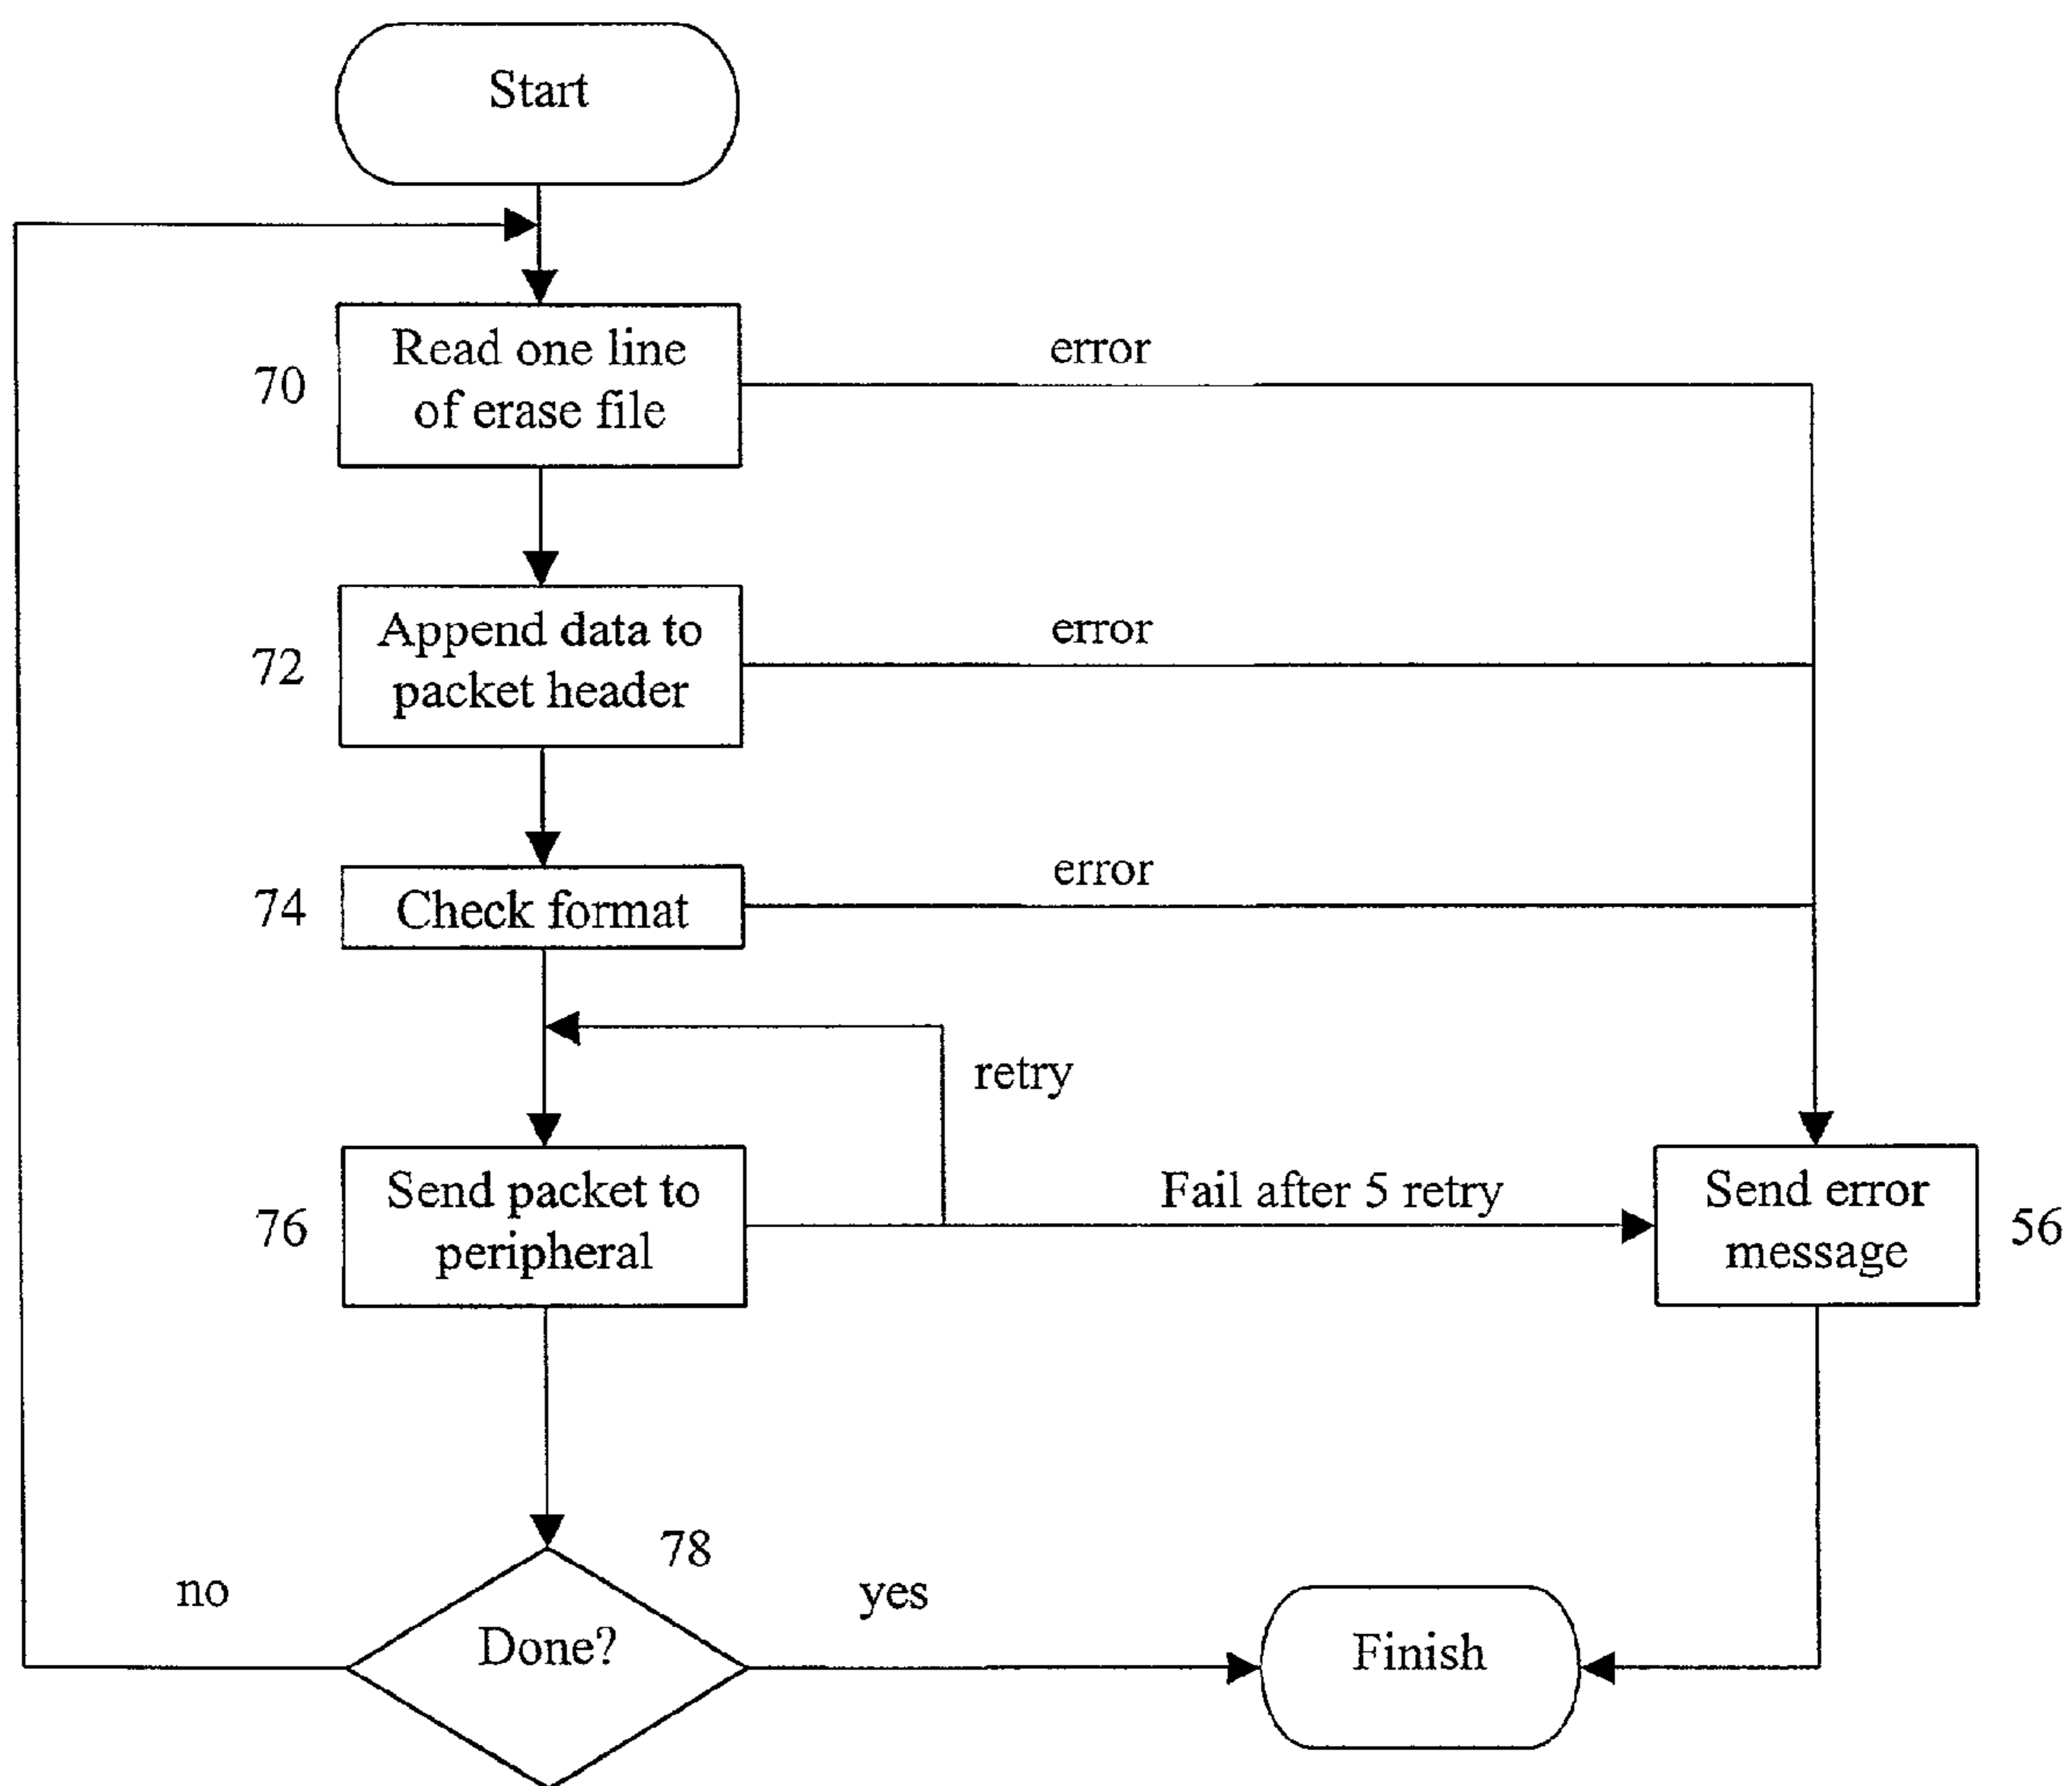 Start
Read one line
of erase file
70
error
Append data to
packet header
72
error
Check format
74
error
retry
Send packet to
peripheral
76
Fail after 5 retry
Send error
message
56
78
no
Done?
yes
Finish